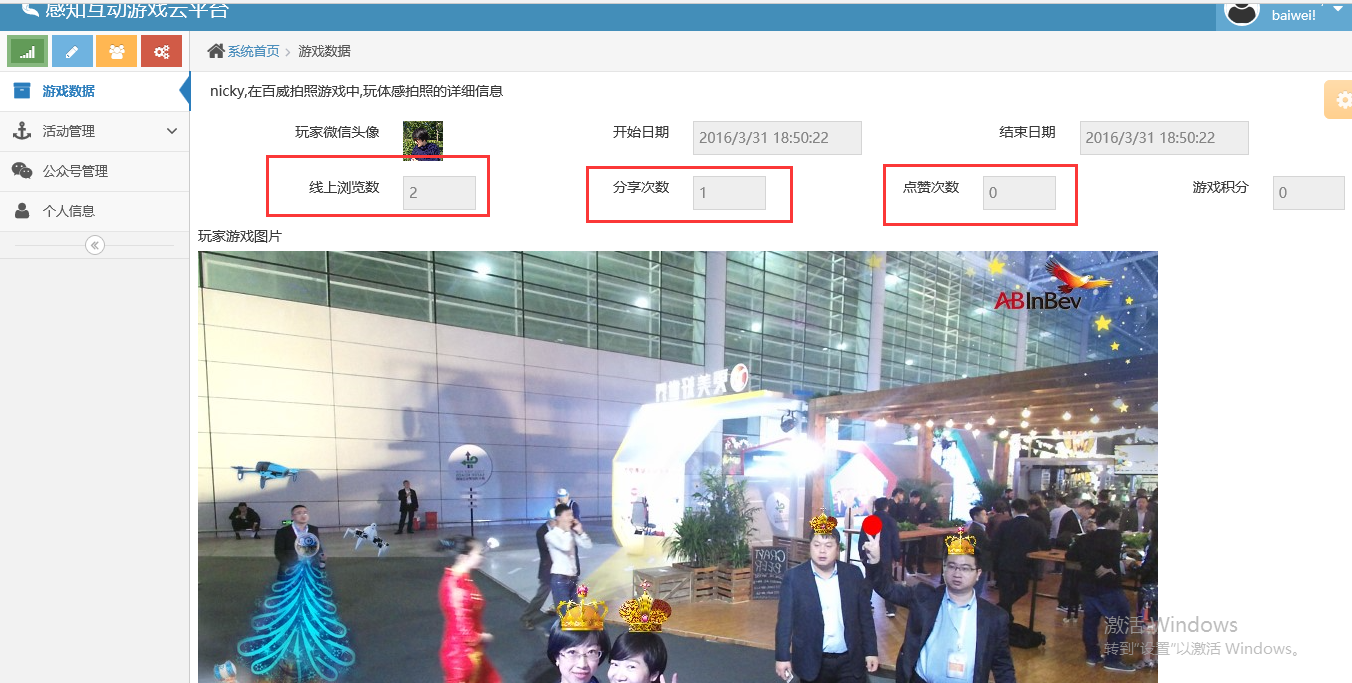 感知互动游戏云平台
baiwei!
系统首页 > 游戏数据
游戏数据
活动管理
公众号管理
个人信息
nicky,在百威拍照游戏中,玩体感拍照的详细信息
玩家微信头像
开始日期 2016/3/31 18:50:22
结束日期 2016/3/31 18:50:22
线上浏览数 2
分享次数 1
点赞次数 0
游戏积分 0
玩家游戏图片
ABInBev
激活 Windows
转到"设置"以激活 Windows。